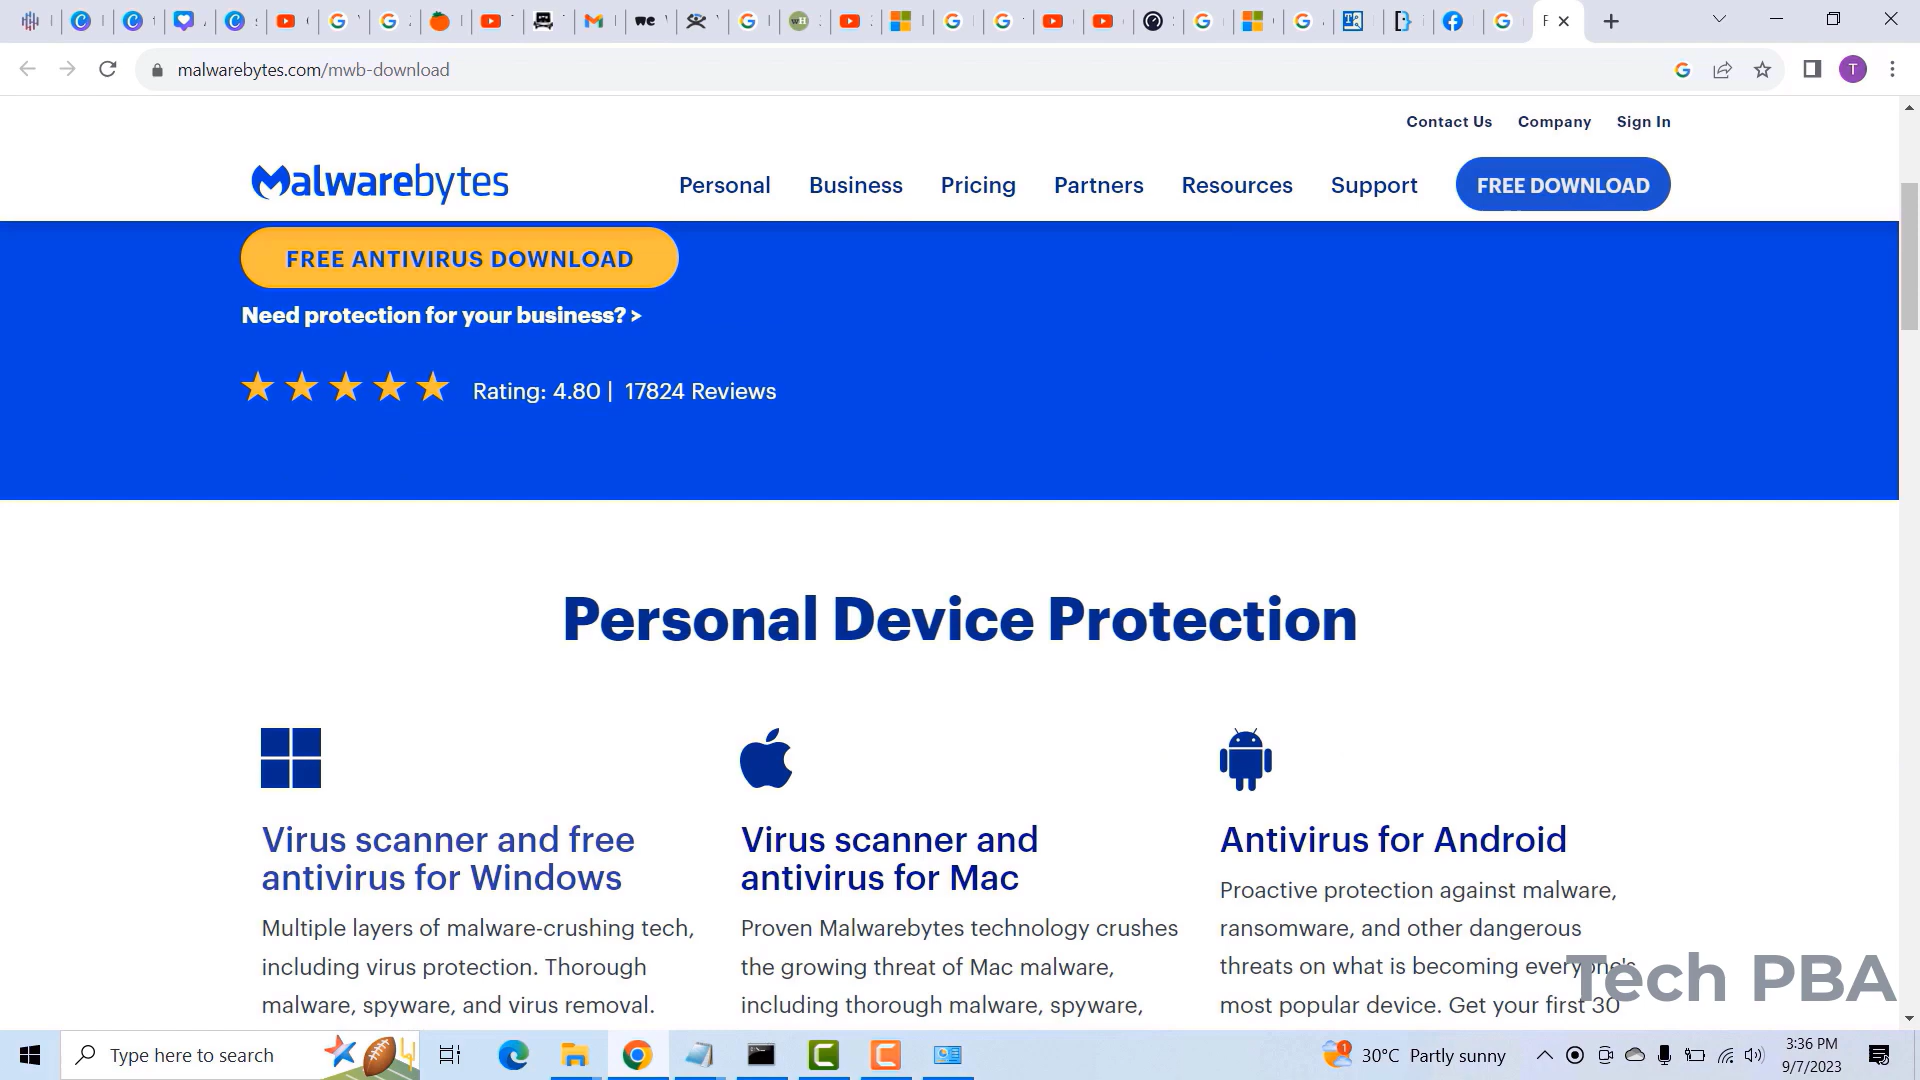 malwarebytes.com/mwb-download
T
Contact Us Company Sign In
Malwarebytes
Personal Business Pricing Partners Resources Support FREE DOWNLOAD
FREE ANTIVIRUS DOWNLOAD
Need protection for your business? >
Rating: 4.80 | 17824 Reviews
Personal Device Protection
Virus scanner and free
antivirus for Windows
Multiple layers of malware-crushing tech,
including virus protection. Thorough
malware, spyware, and virus removal.
Virus scanner and
antivirus for Mac
Proven Malwarebytes technology crushes
the growing threat of Mac malware,
including thorough malware, spyware,
Antivirus for Android
Proactive protection against malware,
ransomware, and other dangerous
threats on what is becoming everyone's
most popular device. Get your first 30
Tech PBA
Type here to search
1
30°C Partly sunny
3:36 PM
9/7/2023